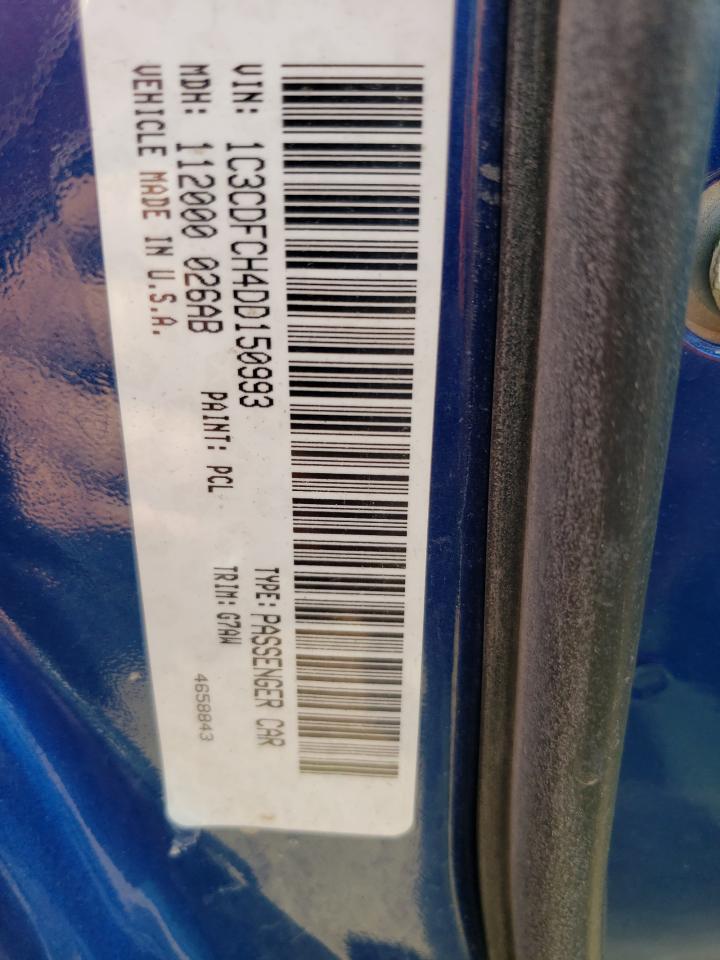 VIN: 1C3CDFCH4DD150993
TYPE: PASSENGER CAR
MDH: 112000 026AB
PAINT: PCL
TRIM: G7AW
VEHICLE MADE IN U.S.A.
4658843